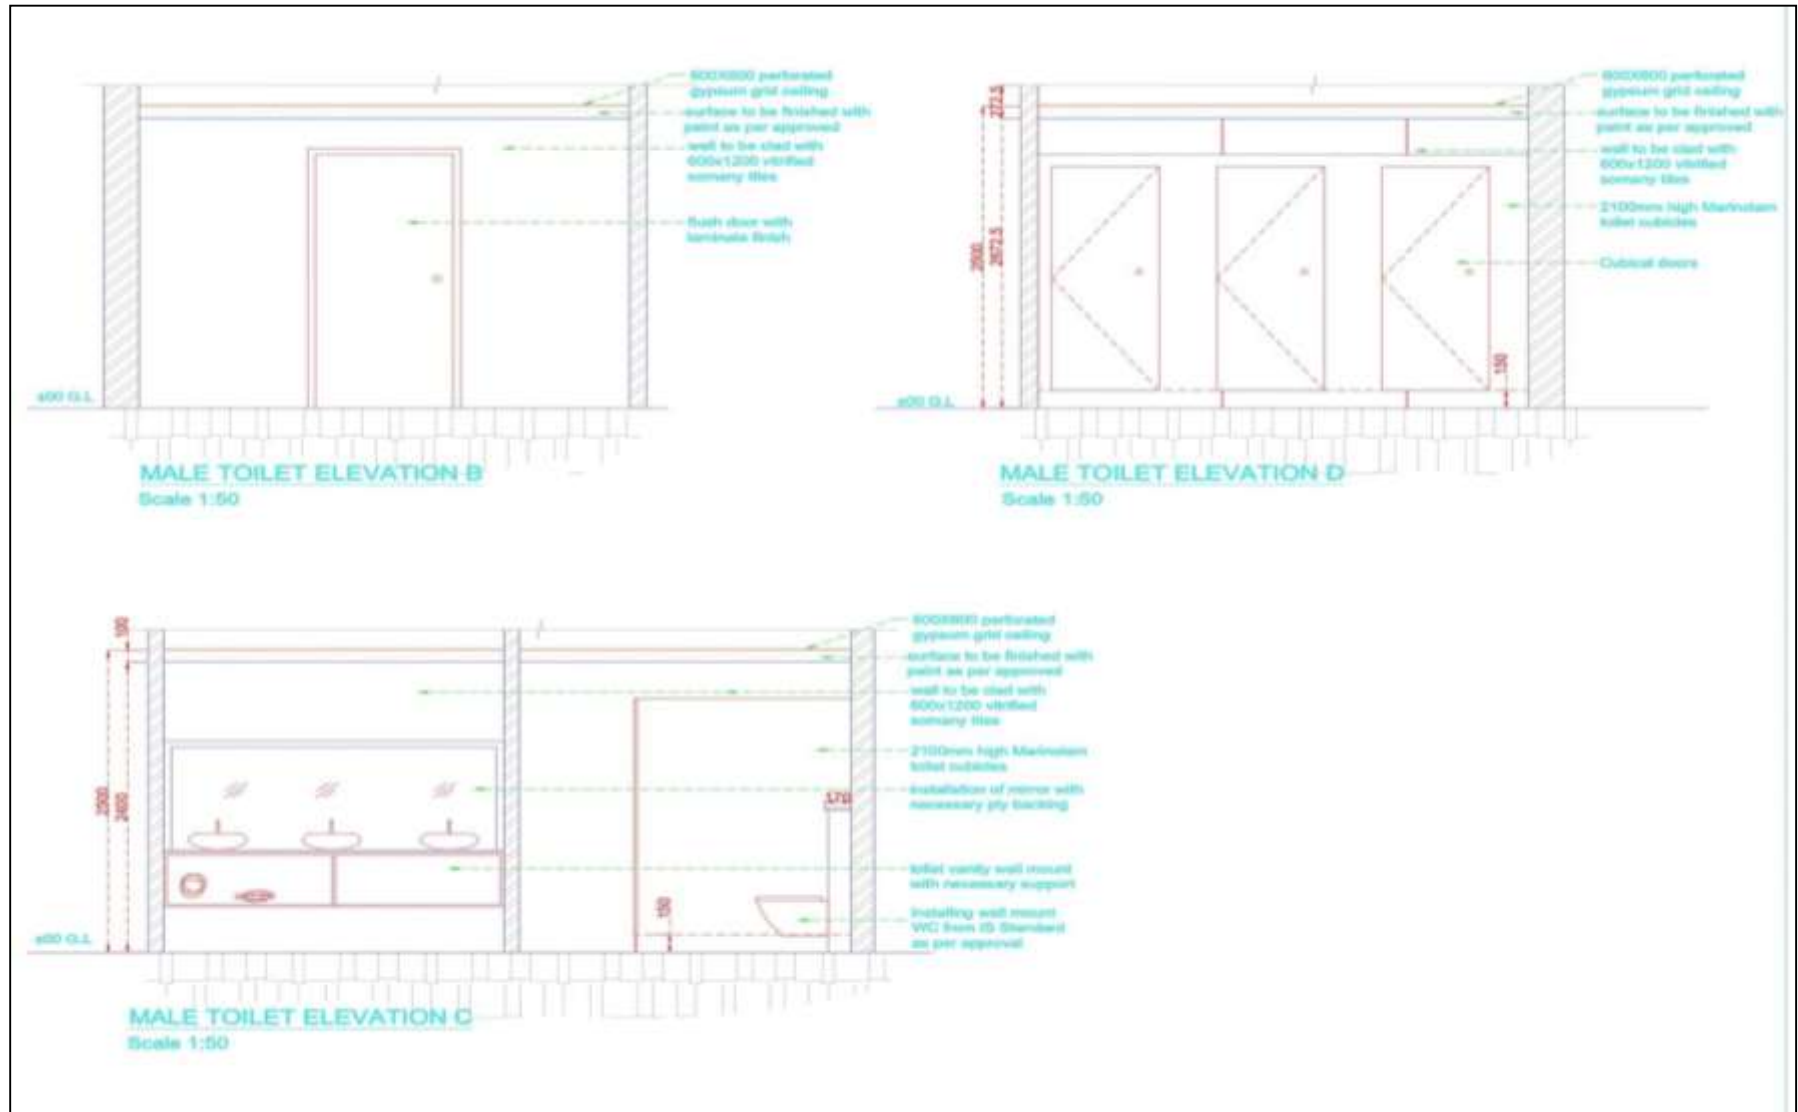 600X600 perforated
gypsum grid ceiling
surface to be finished with
paint as per approved
wall to be clad with
600x1200 vitrified
somany tiles
flush door with
laminate finish
±00 G.L
MALE TOILET ELEVATION B
Scale 1:50
600X600 perforated
gypsum grid ceiling
surface to be finished with
paint as per approved
wall to be clad with
600x1200 vitrified
somany tiles
2100mm high
toilet cubicles
Cubical doors
272.5
2500
2672.5
150
±00 G.L
MALE TOILET ELEVATION D
Scale 1:50
600X600 perforated
gypsum grid ceiling
surface to be finished with
paint as per approved
wall to be clad with
600x1200 vitrified
somany tiles
2100mm high
toilet cubicles
installation of mirror with
necessary ply backing
toilet vanity wall mount
with necessary support
Installing wall mount
WC from IS Standard
as per approval
100
2500
2400
170
150
±00 G.L
MALE TOILET ELEVATION C
Scale 1:50